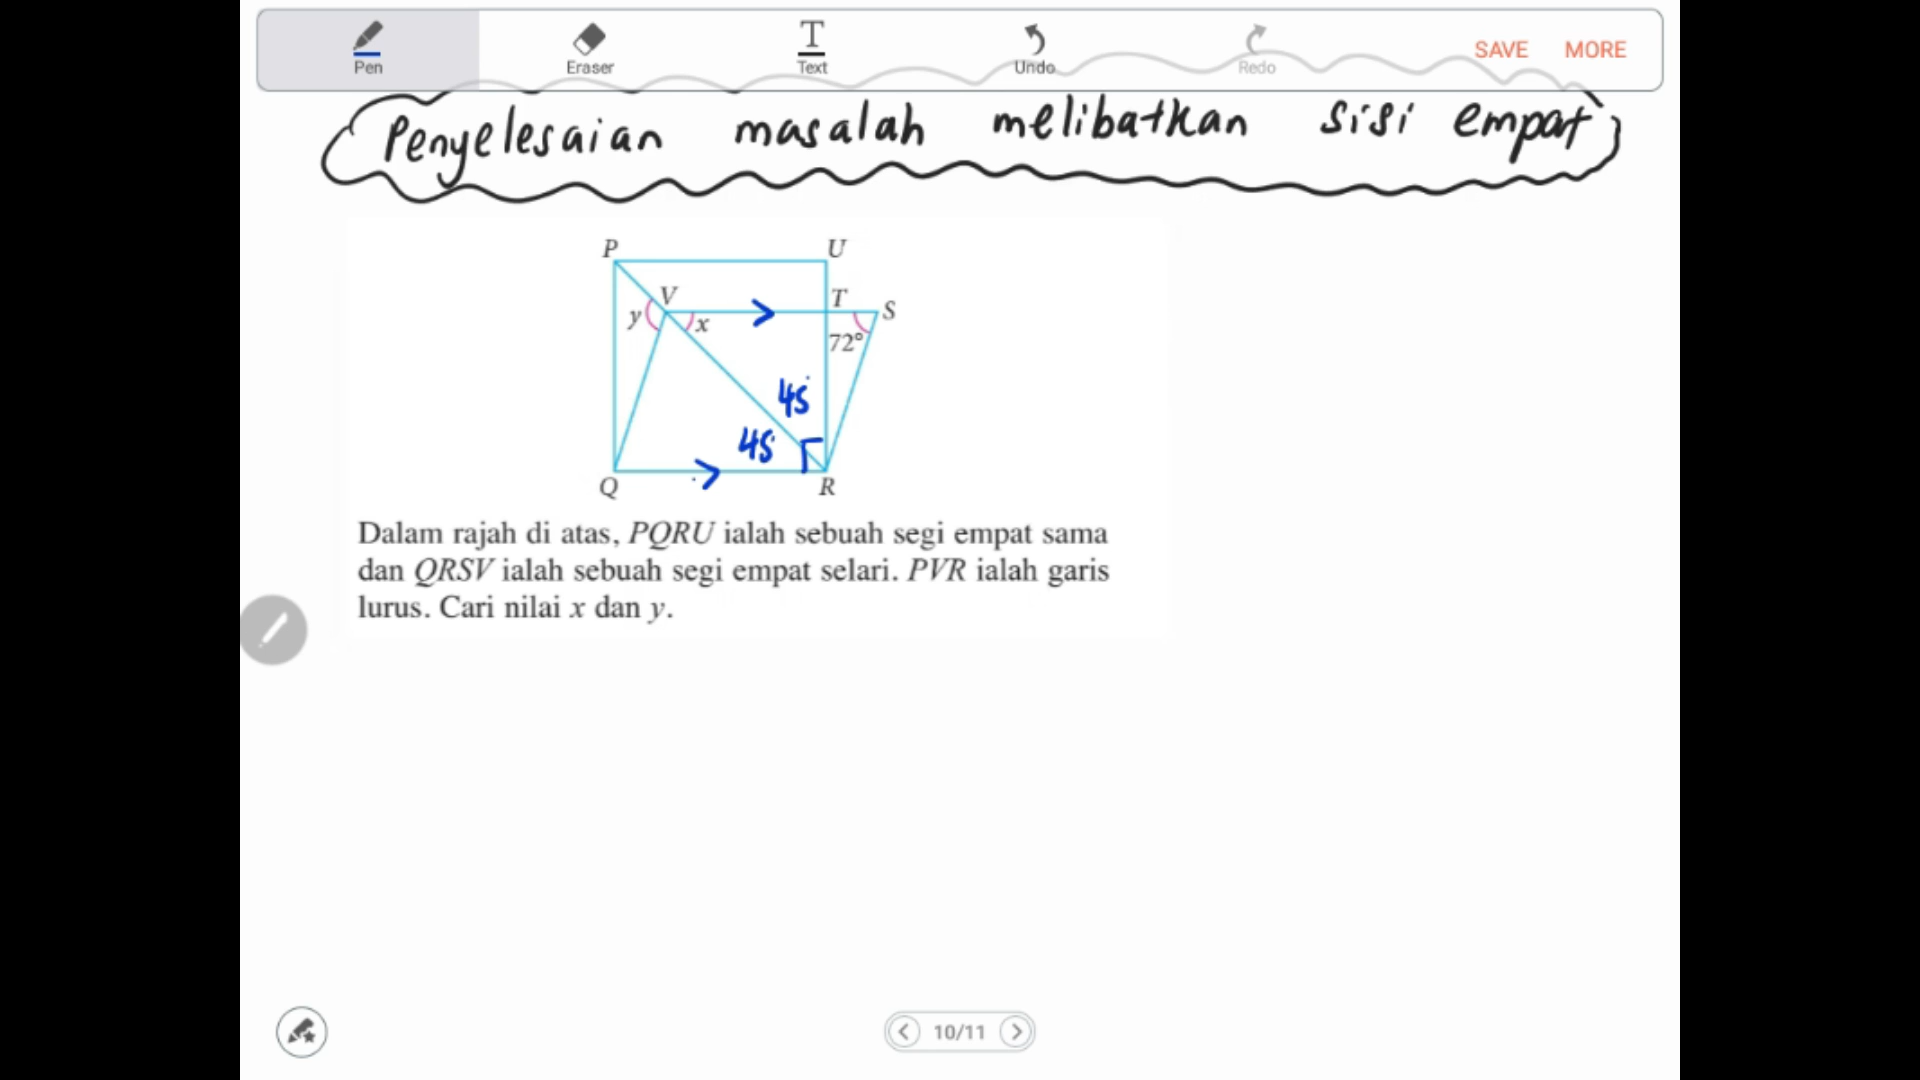 Pen Eraser Text Undo Redo SAVE MORE
Penyelesaian masalah melibatkan sisi empat
P U
V T S
y x
72°
45
45
Q R
Dalam rajah di atas, PQRU ialah sebuah segi empat sama
dan QRSV ialah sebuah segi empat selari. PVR ialah garis
lurus. Cari nilai x dan y.
10/11